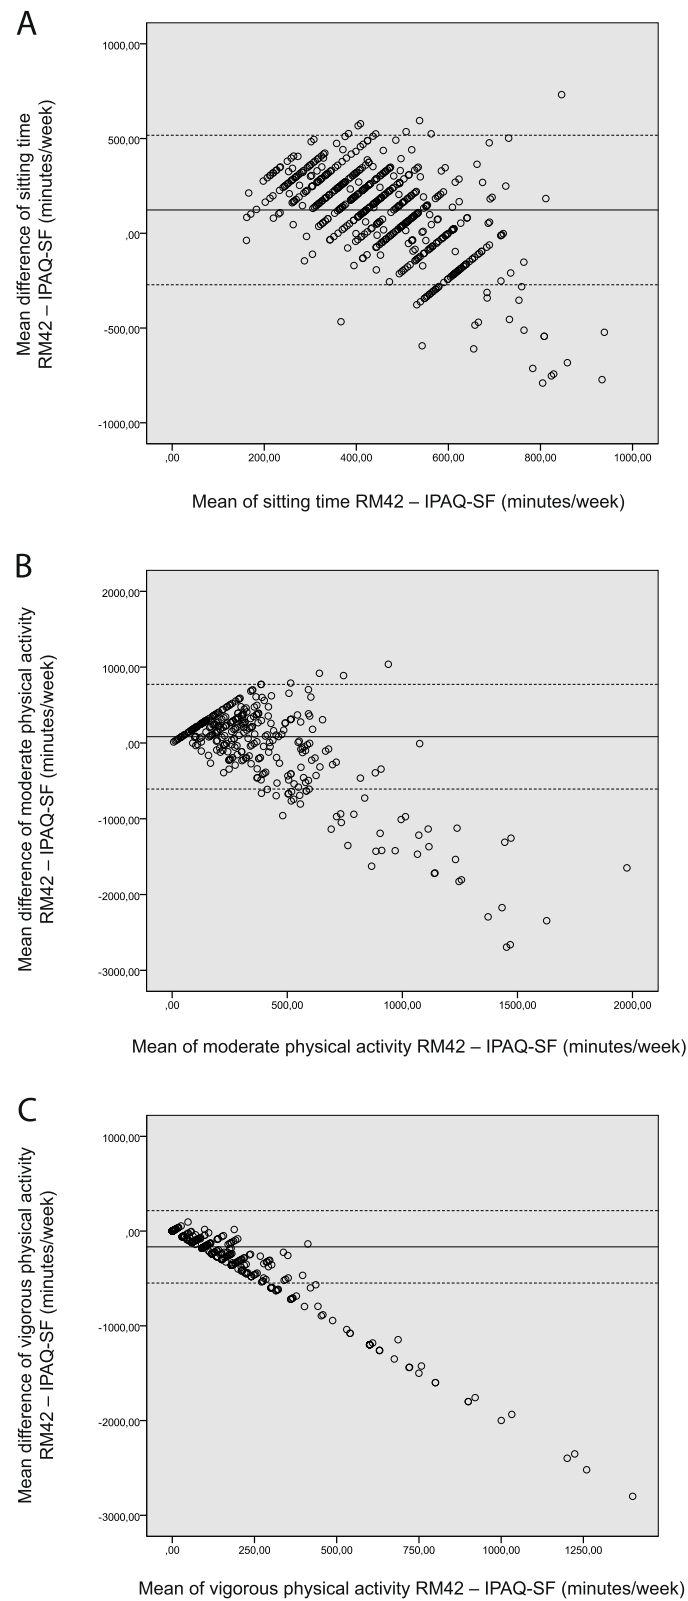 A
Mean difference of sitting time
RM42 – IPAQ-SF (minutes/week)
1000,00
500,00
,00
-500,00
-1000,00
,00 200,00 400,00 600,00 800,00 1000,00
Mean of sitting time RM42 – IPAQ-SF (minutes/week)
B
Mean difference of moderate physical activity
RM42 – IPAQ-SF (minutes/week)
2000,00
1000,00
,00
-1000,00
-2000,00
-3000,00
,00 500,00 1000,00 1500,00 2000,00
Mean of moderate physical activity RM42 – IPAQ-SF (minutes/week)
C
Mean difference of vigorous physical activity
RM42 – IPAQ-SF (minutes/week)
1000,00
,00
-1000,00
-2000,00
-3000,00
,00 250,00 500,00 750,00 1000,00 1250,00
Mean of vigorous physical activity RM42 – IPAQ-SF (minutes/week)